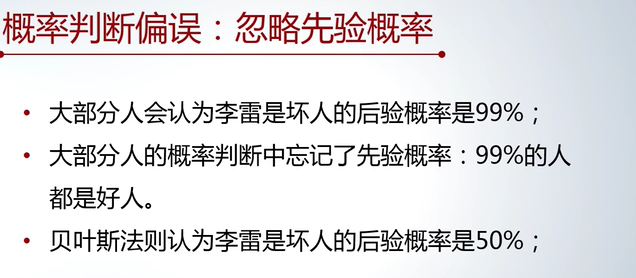 概率判断偏误：忽略先验概率
• 大部分人会认为李雷是坏人的后验概率是99%；
• 大部分人的概率判断中忘记了先验概率：99%的人
都是好人。
• 贝叶斯法则认为李雷是坏人的后验概率是50%；